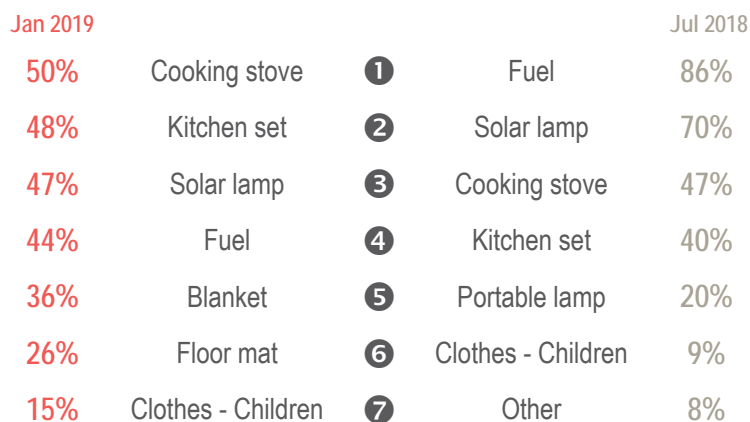 Jan 2019 Jul 2018
50% Cooking stove ❶ Fuel 86%
48% Kitchen set ❷ Solar lamp 70%
47% Solar lamp ❸ Cooking stove 47%
44% Fuel ❹ Kitchen set 40%
36% Blanket ❺ Portable lamp 20%
26% Floor mat ❻ Clothes - Children 9%
15% Clothes - Children ❼ Other 8%